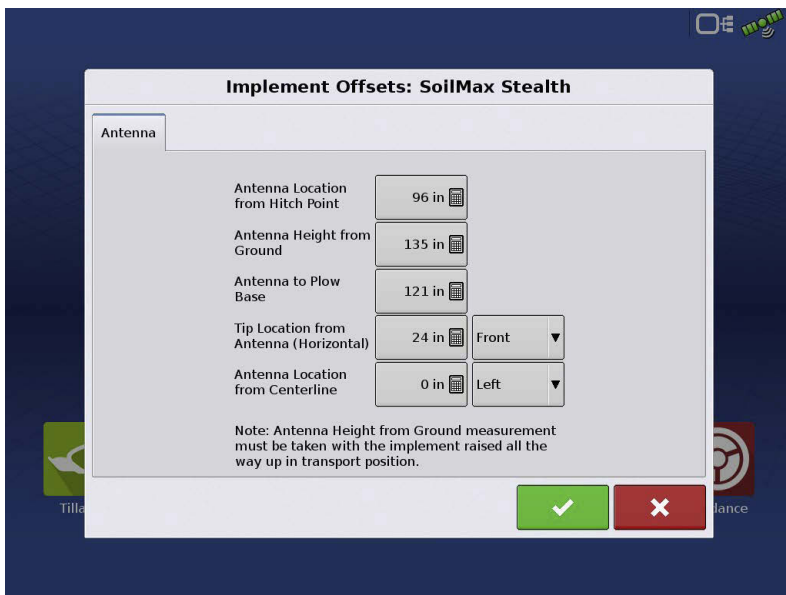 Implement Offsets: SoilMax Stealth
Antenna
Antenna Location
from Hitch Point
96 in
Antenna Height from
Ground
135 in
Antenna to Plow
Base
121 in
Tip Location from
Antenna (Horizontal)
24 in
Front
Antenna Location
from Centerline
0 in
Left
Note: Antenna Height from Ground measurement
must be taken with the implement raised all the
way up in transport position.
Tilla
dance